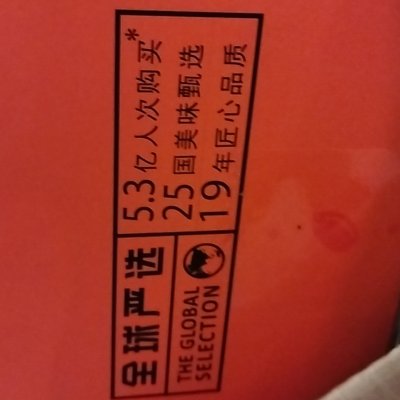 全球严选
THE GLOBAL
SELECTION
5.3亿人次购买*
25国美味甄选
19年匠心品质